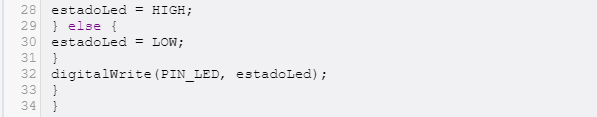 28 estadoLed = HIGH;
29 } else {
30 estadoLed = LOW;
31 }
32 digitalWrite(PIN_LED, estadoLed);
33 }
34 }